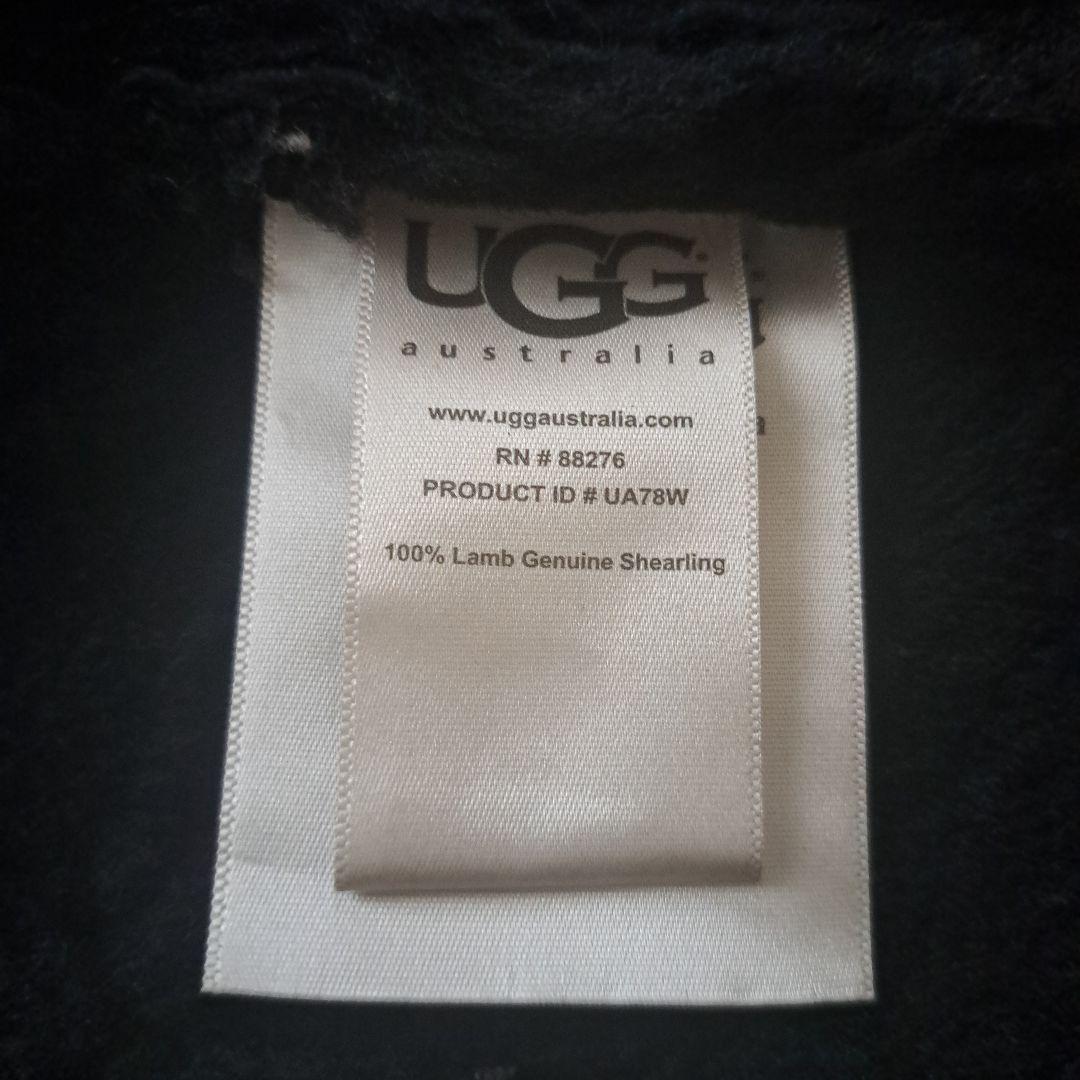 UGG
australia
www.uggaustralia.com
RN # 88276
PRODUCT ID # UA78W
100% Lamb Genuine Shearling